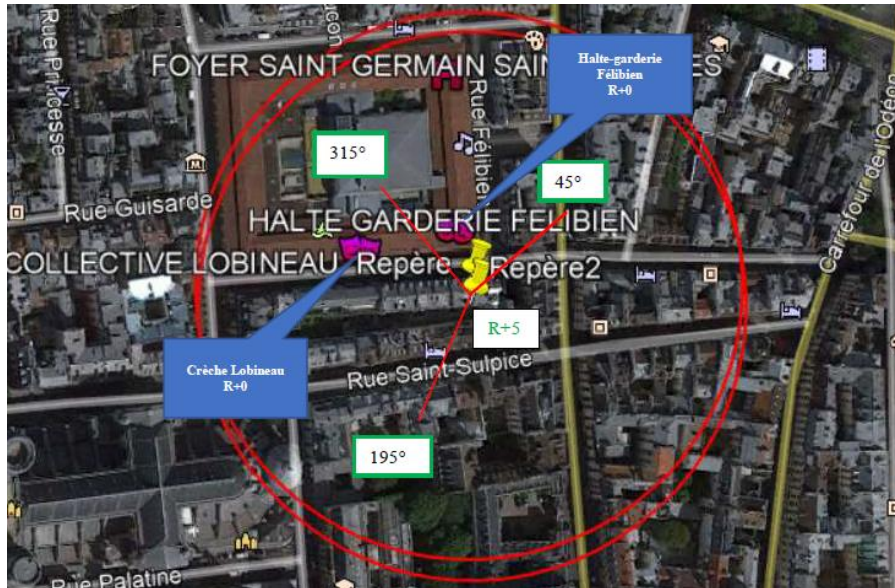 Rue Princesse
FOYER SAINT GERMAIN SAIN
ES
Halte-garderie
Félibien
R+0
Rue Félibien
315°
45°
Rue Guisarde
HALTE GARDERIE FELIBIEN
COLLECTIVE LOBINEAU
Repère
Repère2
Carrefour de l'Odéon
R+5
Crèche Lobineau
R+0
Rue Saint-Sulpice
195°
Rue Palatine